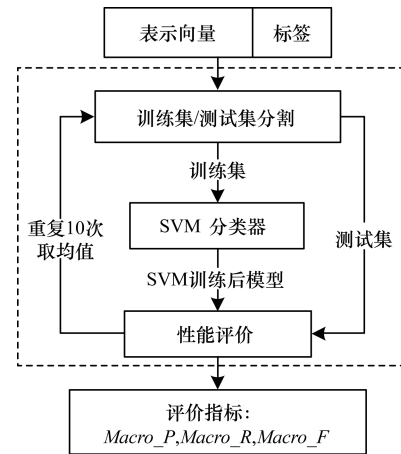 表示向量 标签
训练集/测试集分割
训练集
重复10次
取均值
SVM 分类器
测试集
SVM训练后模型
性能评价
评价指标:
Macro_P,Macro_R,Macro_F